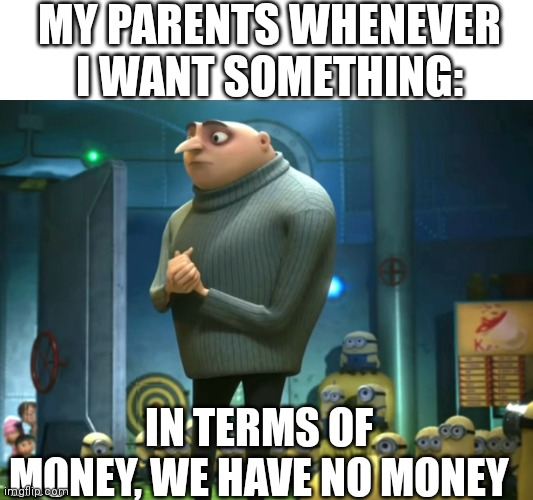 MY PARENTS WHENEVER
I WANT SOMETHING:
IN TERMS OF
MONEY, WE HAVE NO MONEY
imgflip.com